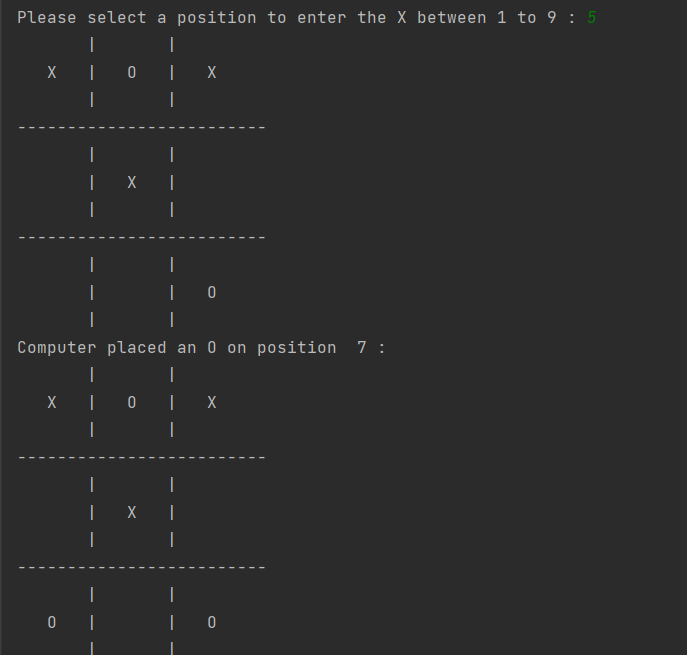 Please select a position to enter the X between 1 to 9 : 5
       |       |
   X   |   O   |   X
       |       |
-------------------------
       |       |
       |   X   |
       |       |
-------------------------
       |       |
       |       |   O
       |       |
Computer placed an O on position  7 :
       |       |
   X   |   O   |   X
       |       |
-------------------------
       |       |
       |   X   |
       |       |
-------------------------
       |       |
   O   |       |   O
       |       |